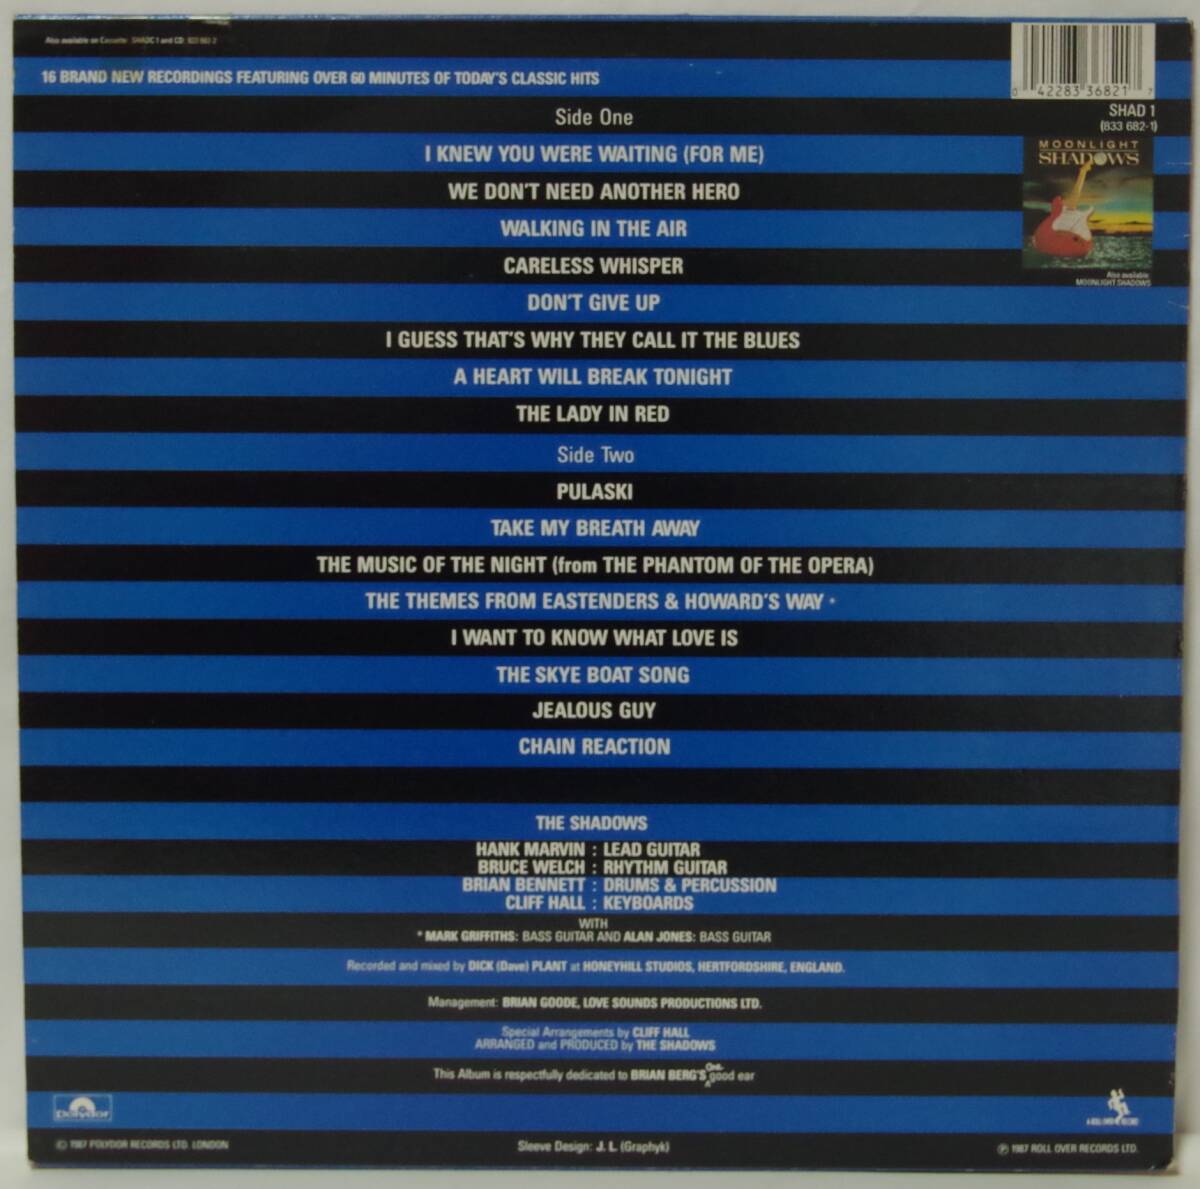 Also available on Cassette: SHADC 1 and CD: 833 682-2
16 BRAND NEW RECORDINGS FEATURING OVER 60 MINUTES OF TODAY'S CLASSIC HITS
0 42283 36821 7
SHAD 1
(833 682-1)
MOONLIGHT
SHADOWS
Also available:
MOONLIGHT SHADOWS
Side One
I KNEW YOU WERE WAITING (FOR ME)
WE DON'T NEED ANOTHER HERO
WALKING IN THE AIR
CARELESS WHISPER
DON'T GIVE UP
I GUESS THAT'S WHY THEY CALL IT THE BLUES
A HEART WILL BREAK TONIGHT
THE LADY IN RED
Side Two
PULASKI
TAKE MY BREATH AWAY
THE MUSIC OF THE NIGHT (from THE PHANTOM OF THE OPERA)
THE THEMES FROM EASTENDERS & HOWARD'S WAY *
I WANT TO KNOW WHAT LOVE IS
THE SKYE BOAT SONG
JEALOUS GUY
CHAIN REACTION
THE SHADOWS
HANK MARVIN : LEAD GUITAR
BRUCE WELCH : RHYTHM GUITAR
BRIAN BENNETT : DRUMS & PERCUSSION
CLIFF HALL : KEYBOARDS
WITH
* MARK GRIFFITHS: BASS GUITAR AND ALAN JONES: BASS GUITAR
Recorded and mixed by DICK (Dave) PLANT at HONEYHILL STUDIOS, HERTFORDSHIRE, ENGLAND.
Management: BRIAN GOODE, LOVE SOUNDS PRODUCTIONS LTD.
Special Arrangements by CLIFF HALL
ARRANGED and PRODUCED by THE SHADOWS
This Album is respectfully dedicated to BRIAN BERG'S One good ear
polydor
A ROLL OVER RECORD
© 1987 POLYDOR RECORDS LTD. LONDON
Sleeve Design: J. L. (Graphyk)
℗ 1987 ROLL OVER RECORDS LTD.